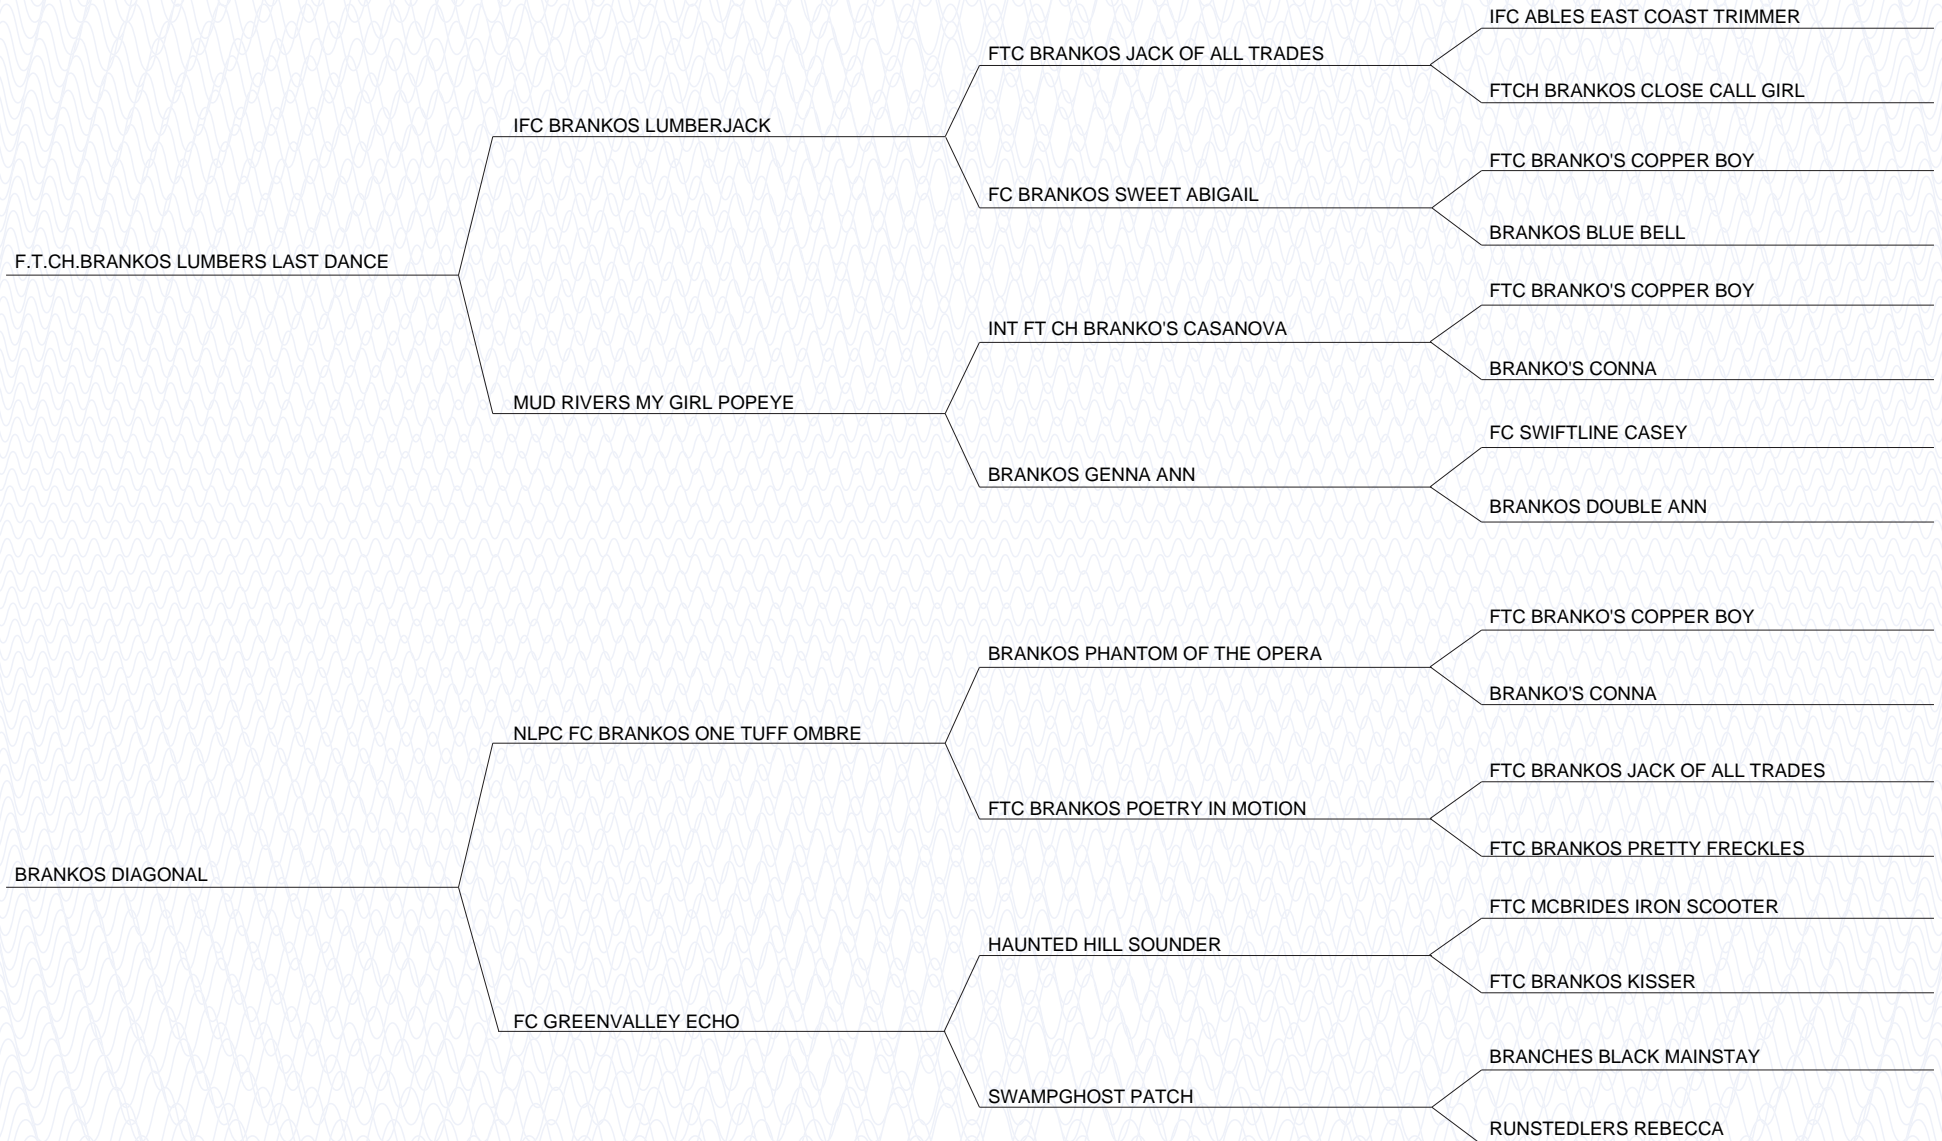 IFC ABLES EAST COAST TRIMMER
FTC BRANKOS JACK OF ALL TRADES
FTCH BRANKOS CLOSE CALL GIRL
IFC BRANKOS LUMBERJACK
FTC BRANKO'S COPPER BOY
FC BRANKOS SWEET ABIGAIL
BRANKOS BLUE BELL
F.T.CH.BRANKOS LUMBERS LAST DANCE
FTC BRANKO'S COPPER BOY
INT FT CH BRANKO'S CASANOVA
BRANKO'S CONNA
MUD RIVERS MY GIRL POPEYE
FC SWIFTLINE CASEY
BRANKOS GENNA ANN
BRANKOS DOUBLE ANN
FTC BRANKO'S COPPER BOY
BRANKOS PHANTOM OF THE OPERA
BRANKO'S CONNA
NLPC FC BRANKOS ONE TUFF OMBRE
FTC BRANKOS JACK OF ALL TRADES
FTC BRANKOS POETRY IN MOTION
FTC BRANKOS PRETTY FRECKLES
BRANKOS DIAGONAL
FTC MCBRIDES IRON SCOOTER
HAUNTED HILL SOUNDER
FTC BRANKOS KISSER
FC GREENVALLEY ECHO
BRANCHES BLACK MAINSTAY
SWAMPGHOST PATCH
RUNSTEDLERS REBECCA